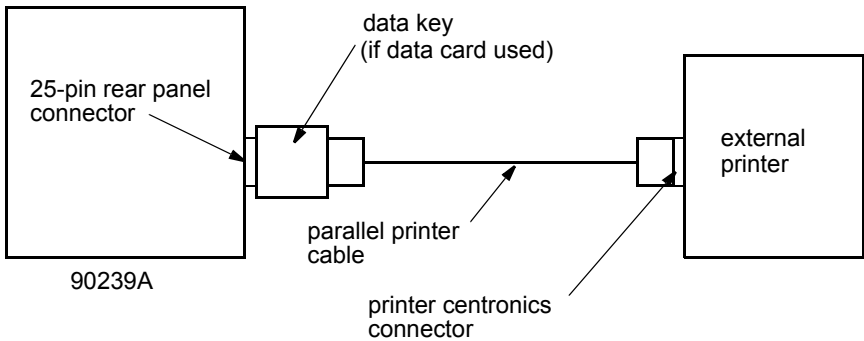 data key
(if data card used)
25-pin rear panel
connector
external
printer
parallel printer
cable
90239A
printer centronics
connector